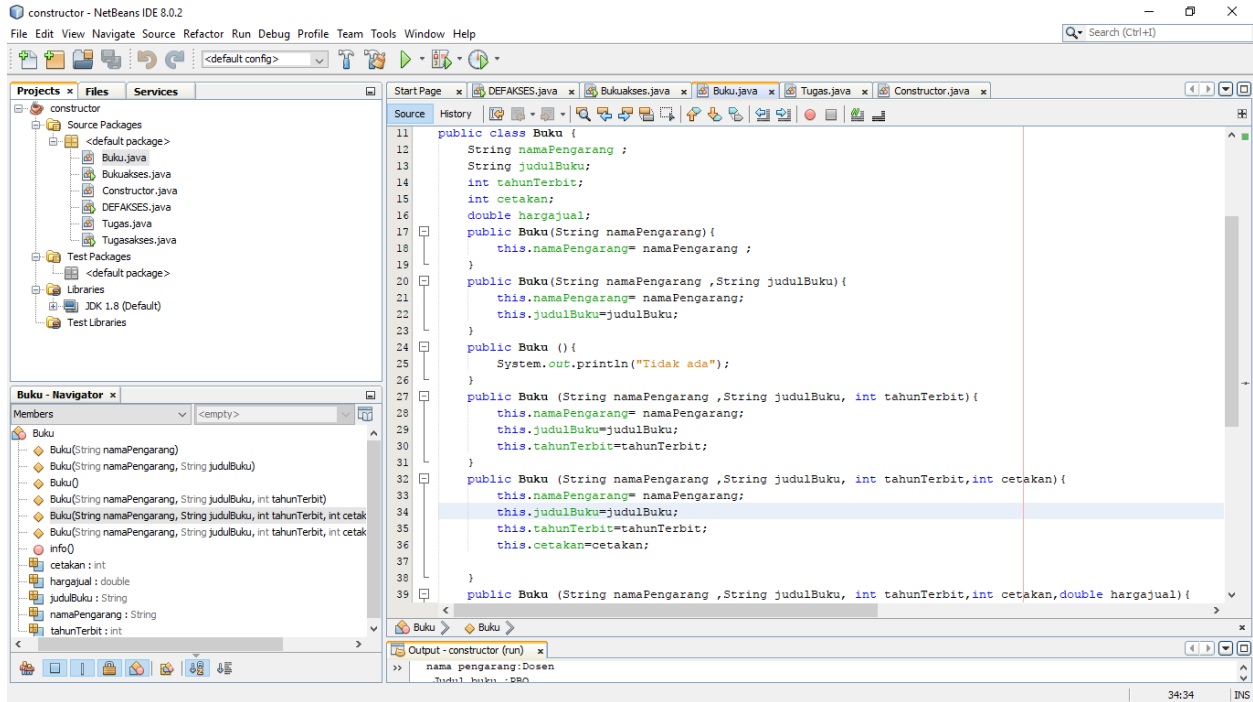 constructor - NetBeans IDE 8.0.2
File Edit View Navigate Source Refactor Run Debug Profile Team Tools Window Help
Search (Ctrl+I)
<default config>
Projects Files Services
constructor
Source Packages
<default package>
Buku.java
Bukuakses.java
Constructor.java
DEFAKSES.java
Tugas.java
Tugasakses.java
Test Packages
<default package>
Libraries
JDK 1.8 (Default)
Test Libraries
Buku - Navigator
Members <empty>
Buku
Buku(String namaPengarang)
Buku(String namaPengarang, String judulBuku)
Buku()
Buku(String namaPengarang, String judulBuku, int tahunTerbit)
Buku(String namaPengarang, String judulBuku, int tahunTerbit, int cetak
Buku(String namaPengarang, String judulBuku, int tahunTerbit, int cetak
info()
cetakan : int
hargajual : double
judulBuku : String
namaPengarang : String
tahunTerbit : int
Start Page DEFAKSES.java Bukuakses.java Buku.java Tugas.java Constructor.java
Source History
11 public class Buku {
12 String namaPengarang ;
13 String judulBuku;
14 int tahunTerbit;
15 int cetakan;
16 double hargajual;
17 public Buku(String namaPengarang){
18 this.namaPengarang= namaPengarang ;
19 }
20 public Buku(String namaPengarang ,String judulBuku){
21 this.namaPengarang= namaPengarang;
22 this.judulBuku=judulBuku;
23 }
24 public Buku (){
25 System.out.println("Tidak ada");
26 }
27 public Buku (String namaPengarang ,String judulBuku, int tahunTerbit){
28 this.namaPengarang= namaPengarang;
29 this.judulBuku=judulBuku;
30 this.tahunTerbit=tahunTerbit;
31 }
32 public Buku (String namaPengarang ,String judulBuku, int tahunTerbit,int cetakan){
33 this.namaPengarang= namaPengarang;
34 this.judulBuku=judulBuku;
35 this.tahunTerbit=tahunTerbit;
36 this.cetakan=cetakan;
37
38 }
39 public Buku (String namaPengarang ,String judulBuku, int tahunTerbit,int cetakan,double hargajual){
Buku Buku
Output - constructor (run)
nama pengarang:Dosen
Judul buku :PBO
34:34 INS